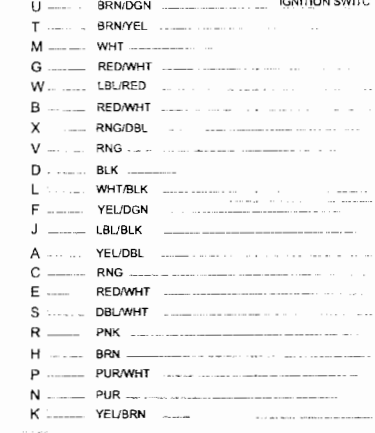 U BRN/DGN IGNITION SWITC
T BRN/YEL
M WHT
G RED/WHT
W LBL/RED
B RED/WHT
X RNG/DBL
V RNG
D BLK
L WHT/BLK
F YEL/DGN
J LBL/BLK
A YEL/DBL
C RNG
E RED/WHT
S DBL/WHT
R PNK
H BRN
P PUR/WHT
N PUR
K YEL/BRN